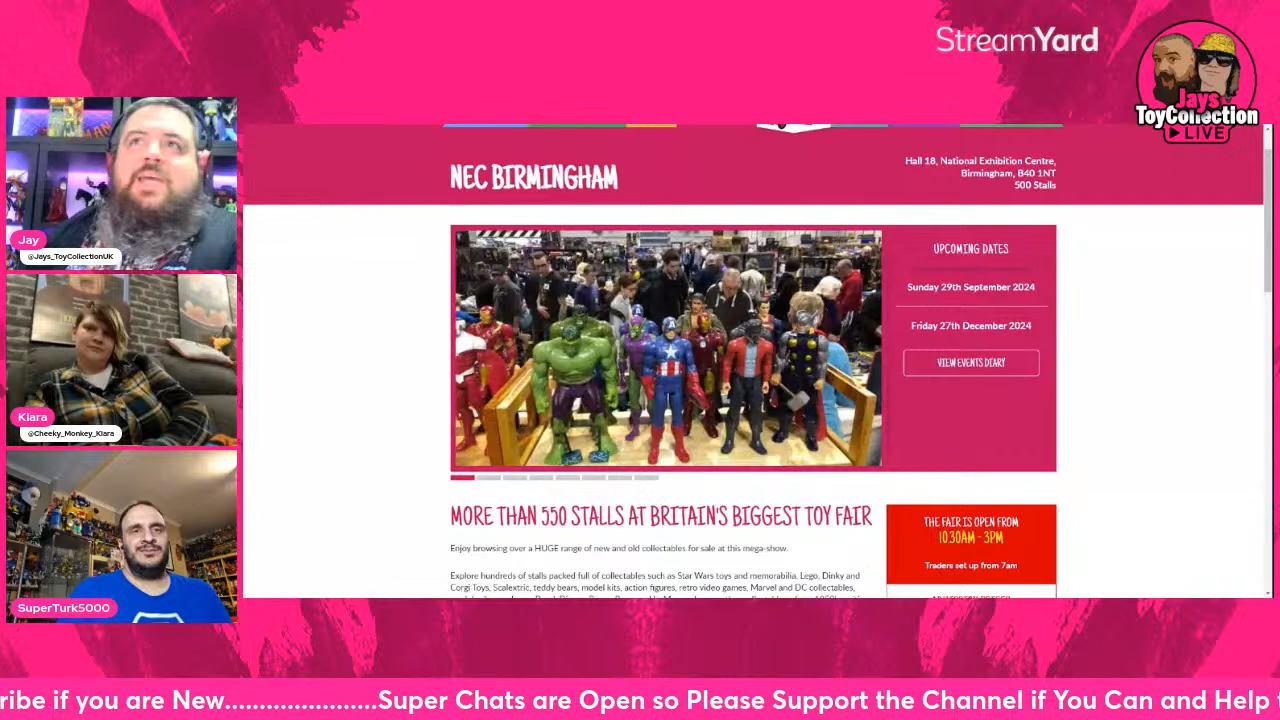 StreamYard
Jays
ToyCollection
LIVE
Jay
@Jays_ToyCollectionUK
Kiara
@Cheeky_Monkey_Kiara
SuperTurk5000
NEC BIRMINGHAM
Hall 18, National Exhibition Centre,
Birmingham, B40 1NT
500 Stalls
UPCOMING DATES
Sunday 29th September 2024
Friday 27th December 2024
VIEW EVENTS DIARY
MORE THAN 550 STALLS AT BRITAIN'S BIGGEST TOY FAIR
Enjoy browsing over a HUGE range of new and old collectables for sale at this mega-show.
Explore hundreds of stalls packed full of collectables such as Star Wars toys and memorabilia, Lego, Dinky and
Corgi Toys, Scalextric, teddy bears, model kits, action figures, retro video games, Marvel and DC collectables,
THE FAIR IS OPEN FROM
10.30AM - 3PM
Traders set up from 7am
ribe if you are New......................Super Chats are Open so Please Support the Channel if You Can and Help